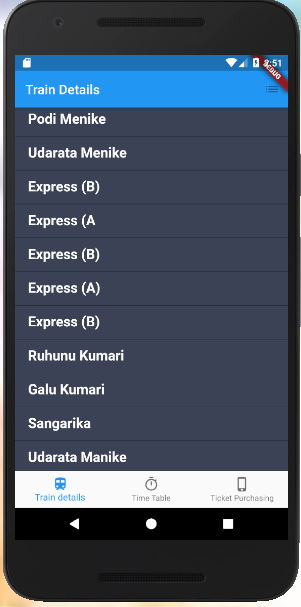 8:51
DEBUG
Train Details
Podi Menike
Udarata Menike
Express (B)
Express (A
Express (B)
Express (A)
Express (B)
Ruhunu Kumari
Galu Kumari
Sangarika
Udarata Manike
Train details
Time Table
Ticket Purchasing